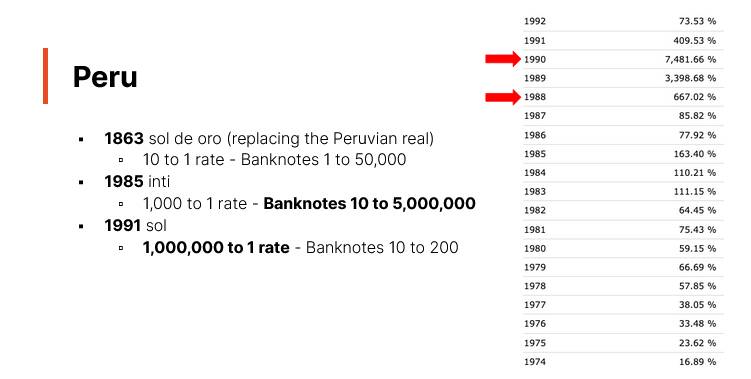 Peru
▪ 1863 sol de oro (replacing the Peruvian real)
▫ 10 to 1 rate - Banknotes 1 to 50,000
▪ 1985 inti
▫ 1,000 to 1 rate - Banknotes 10 to 5,000,000
▪ 1991 sol
▫ 1,000,000 to 1 rate - Banknotes 10 to 200
1992 73.53 %
1991 409.53 %
1990 7,481.66 %
1989 3,398.68 %
1988 667.02 %
1987 85.82 %
1986 77.92 %
1985 163.40 %
1984 110.21 %
1983 111.15 %
1982 64.45 %
1981 75.43 %
1980 59.15 %
1979 66.69 %
1978 57.85 %
1977 38.05 %
1976 33.48 %
1975 23.62 %
1974 16.89 %